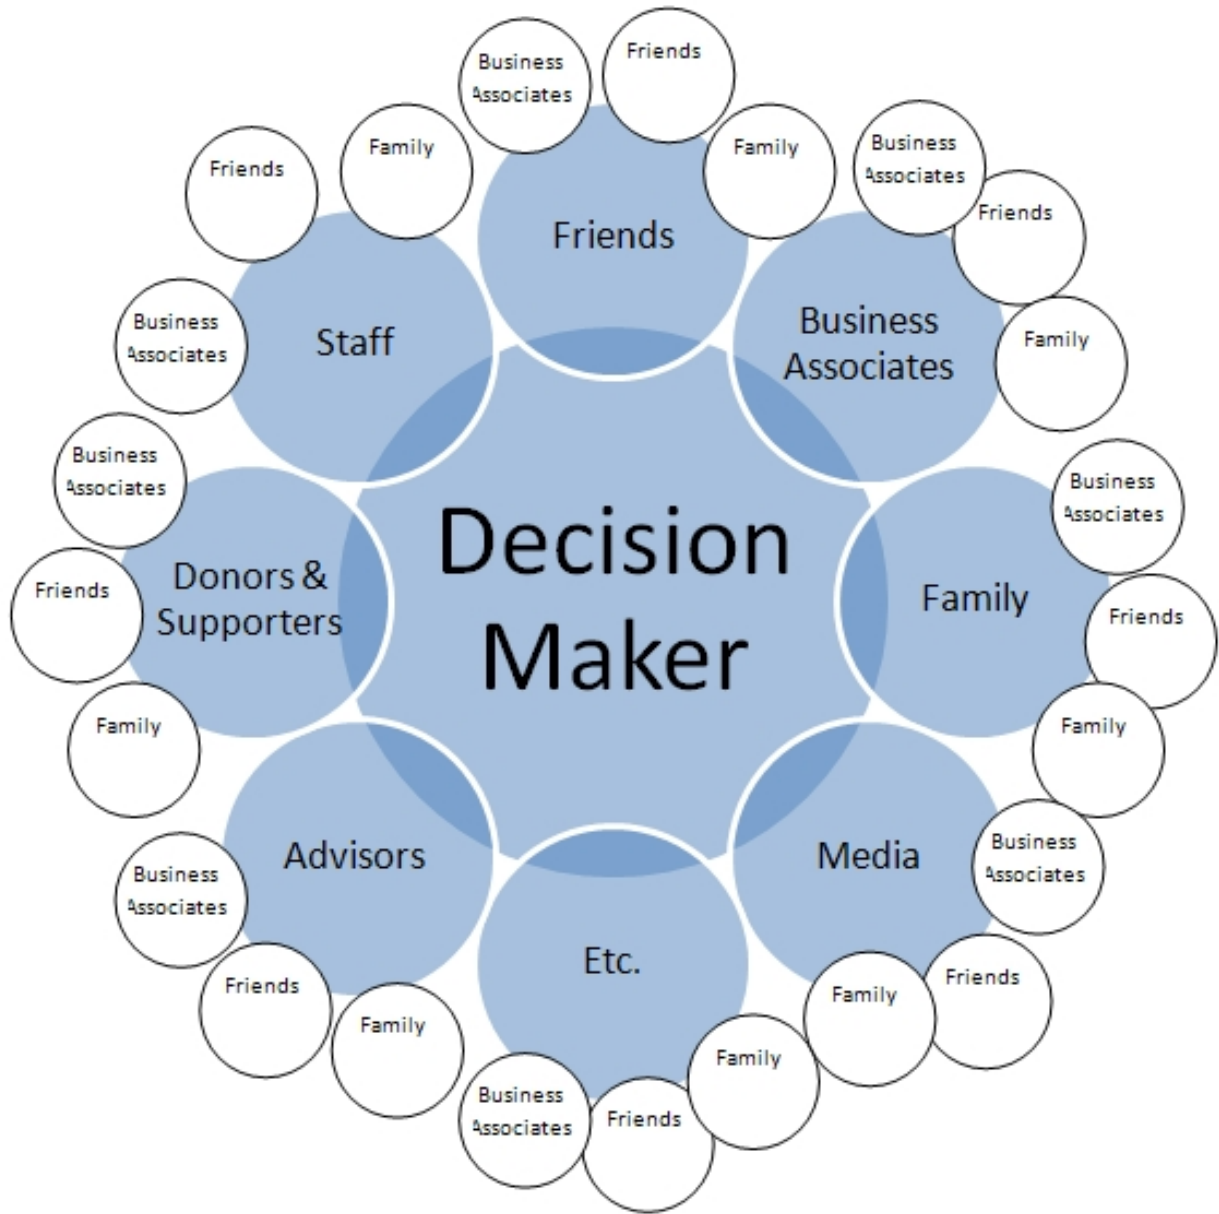 Decision
Maker
Friends
Business
Associates
Family
Media
Etc.
Advisors
Donors &
Supporters
Staff
Business
Associates
Friends
Family
Business
Associates
Friends
Family
Business
Associates
Friends
Family
Business
Associates
Friends
Family
Family
Friends
Business
Associates
Family
Friends
Business
Associates
Family
Friends
Business
Associates
Business
Associates
Friends
Family